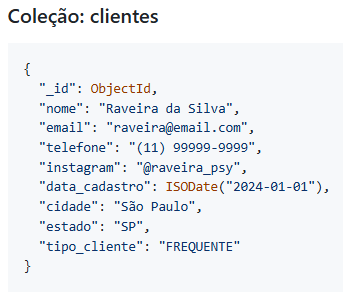 Coleção: clientes
{
"_id": ObjectId,
"nome": "Raveira da Silva",
"email": "raveira@email.com",
"telefone": "(11) 99999-9999",
"instagram": "@raveira_psy",
"data_cadastro": ISODate("2024-01-01"),
"cidade": "São Paulo",
"estado": "SP",
"tipo_cliente": "FREQUENTE"
}